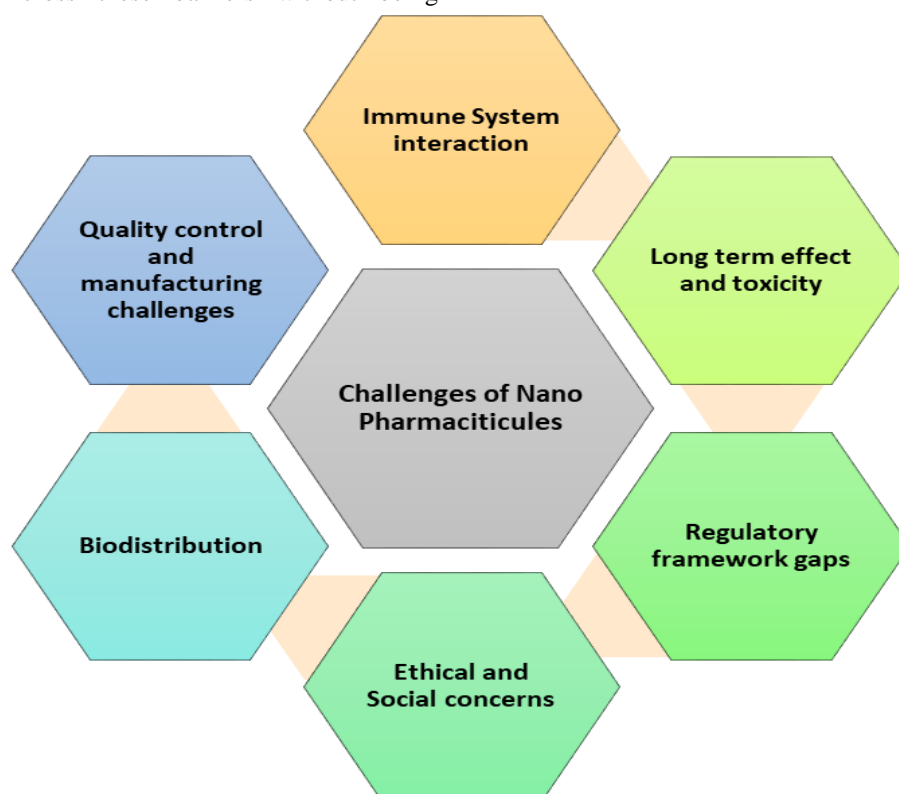 Immune System
interaction
Quality control
and
manufacturing
challenges
Long term effect
and toxicity
Challenges of Nano
Pharmaciticules
Biodistribution
Regulatory
framework gaps
Ethical and
Social concerns